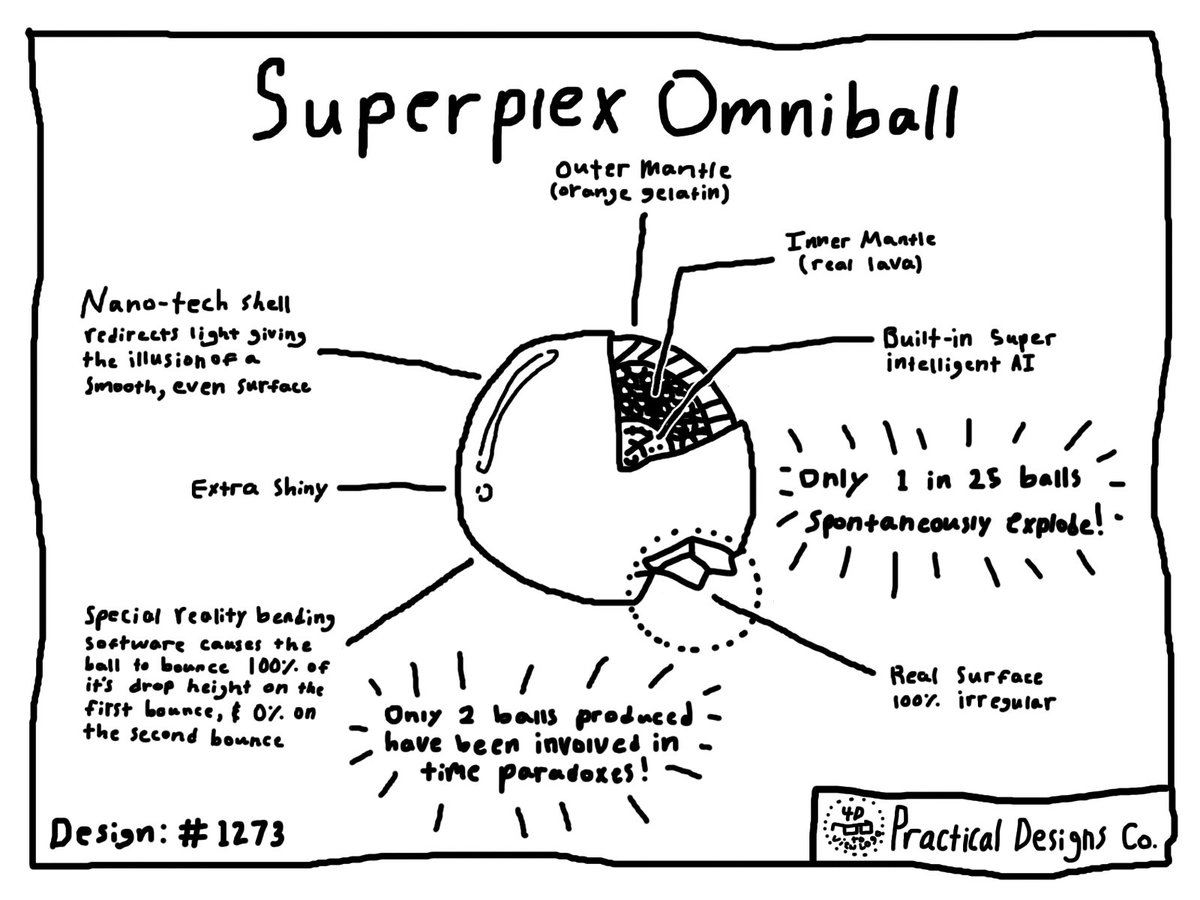 Superplex Omniball
Outer Mantle
(orange gelatin)
Inner Mantle
(real lava)
Nano-tech shell
redirects light giving
the illusion of a
smooth, even surface
Built-in Super
intelligent AI
Extra Shiny
Only 1 in 25 balls
spontaneously explode!
Special reality bending
software causes the
ball to bounce 100% of
it's drop height on the
first bounce, & 0% on
the second bounce
Real Surface
100% irregular
Only 2 balls produced
have been involved in
time paradoxes!
Design: #1273
4D
Practical Designs Co.